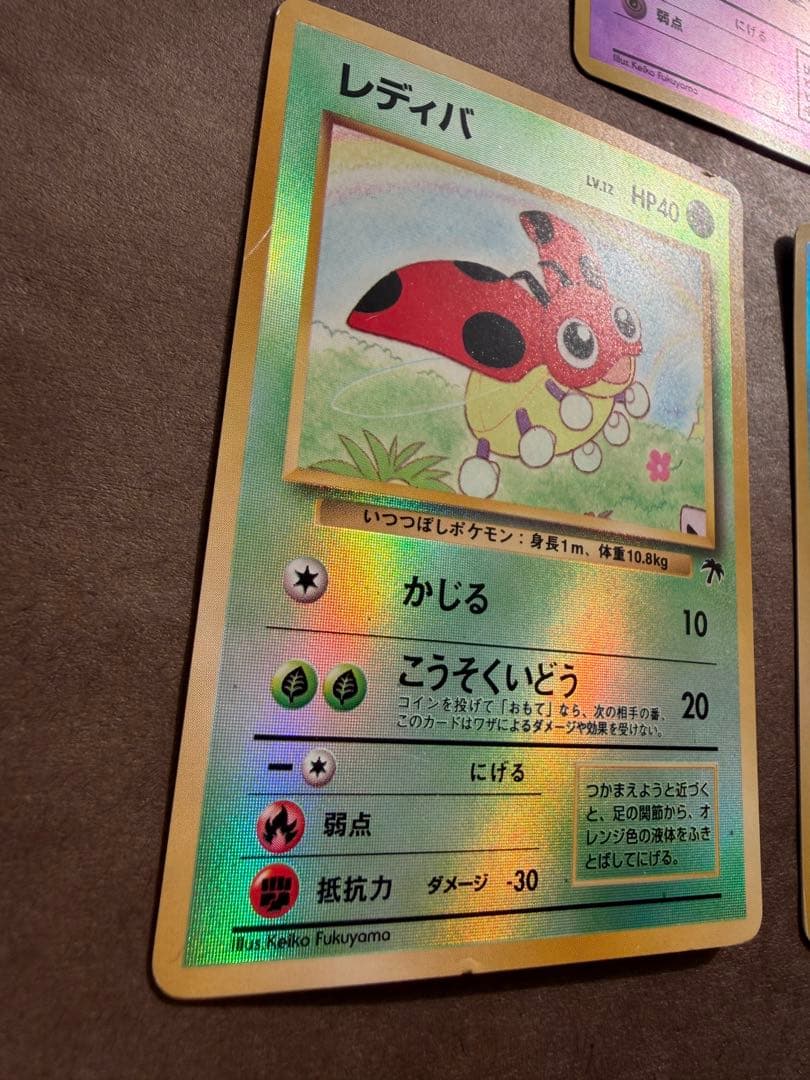 弱点
にげる
Illus. Keiko Fukuyama
レディバ
LV.12 HP40
いつつぼしポケモン：身長1m、体重10.8kg
かじる 10
こうそくいどう 20
コインを投げて「おもて」なら、次の相手の番、
このカードはワザによるダメージや効果を受けない。
にげる
弱点
抵抗力 ダメージ -30
つかまえようと近づく
と、足の関節から、オ
レンジ色の液体をふき
とばしてにげる。
Illus. Keiko Fukuyama